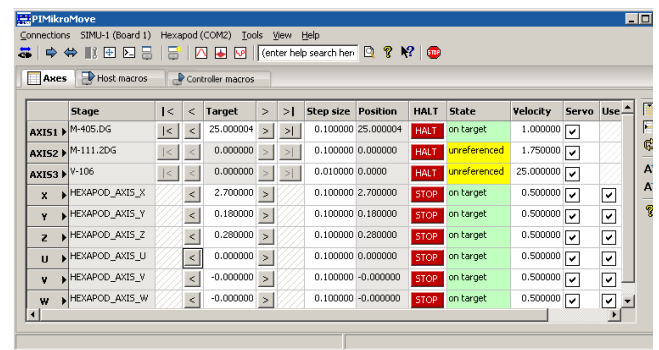 PIMikroMove
Connections SIMU-1 (Board 1) Hexapod (COM2) Tools View Help
(enter help search here STOP
Axes Host macros Controller macros
Stage |< < Target > >| Step size Position HALT State Velocity Servo Use
AXIS1 M-405.DG |< < 25.000004 > >| 0.100000 25.000004 HALT on target 1.000000
AXIS2 M-111.2DG |< < 0.000000 > >| 0.100000 0.000000 HALT unreferenced 1.750000
AXIS3 V-106 |< < 0.000000 > >| 0.010000 0.0000 HALT unreferenced 25.000000
X HEXAPOD_AXIS_X < 2.700000 > 0.100000 2.700000 STOP on target 0.500000
Y HEXAPOD_AXIS_Y < 0.180000 > 0.100000 0.180000 STOP on target 0.500000
Z HEXAPOD_AXIS_Z < 0.280000 > 0.100000 0.280000 STOP on target 0.500000
U HEXAPOD_AXIS_U < 0.000000 > 0.100000 0.000000 STOP on target 0.500000
V HEXAPOD_AXIS_V < -0.000000 > 0.100000 -0.000000 STOP on target 0.500000
W HEXAPOD_AXIS_W < -0.000000 > 0.100000 -0.000000 STOP on target 0.500000